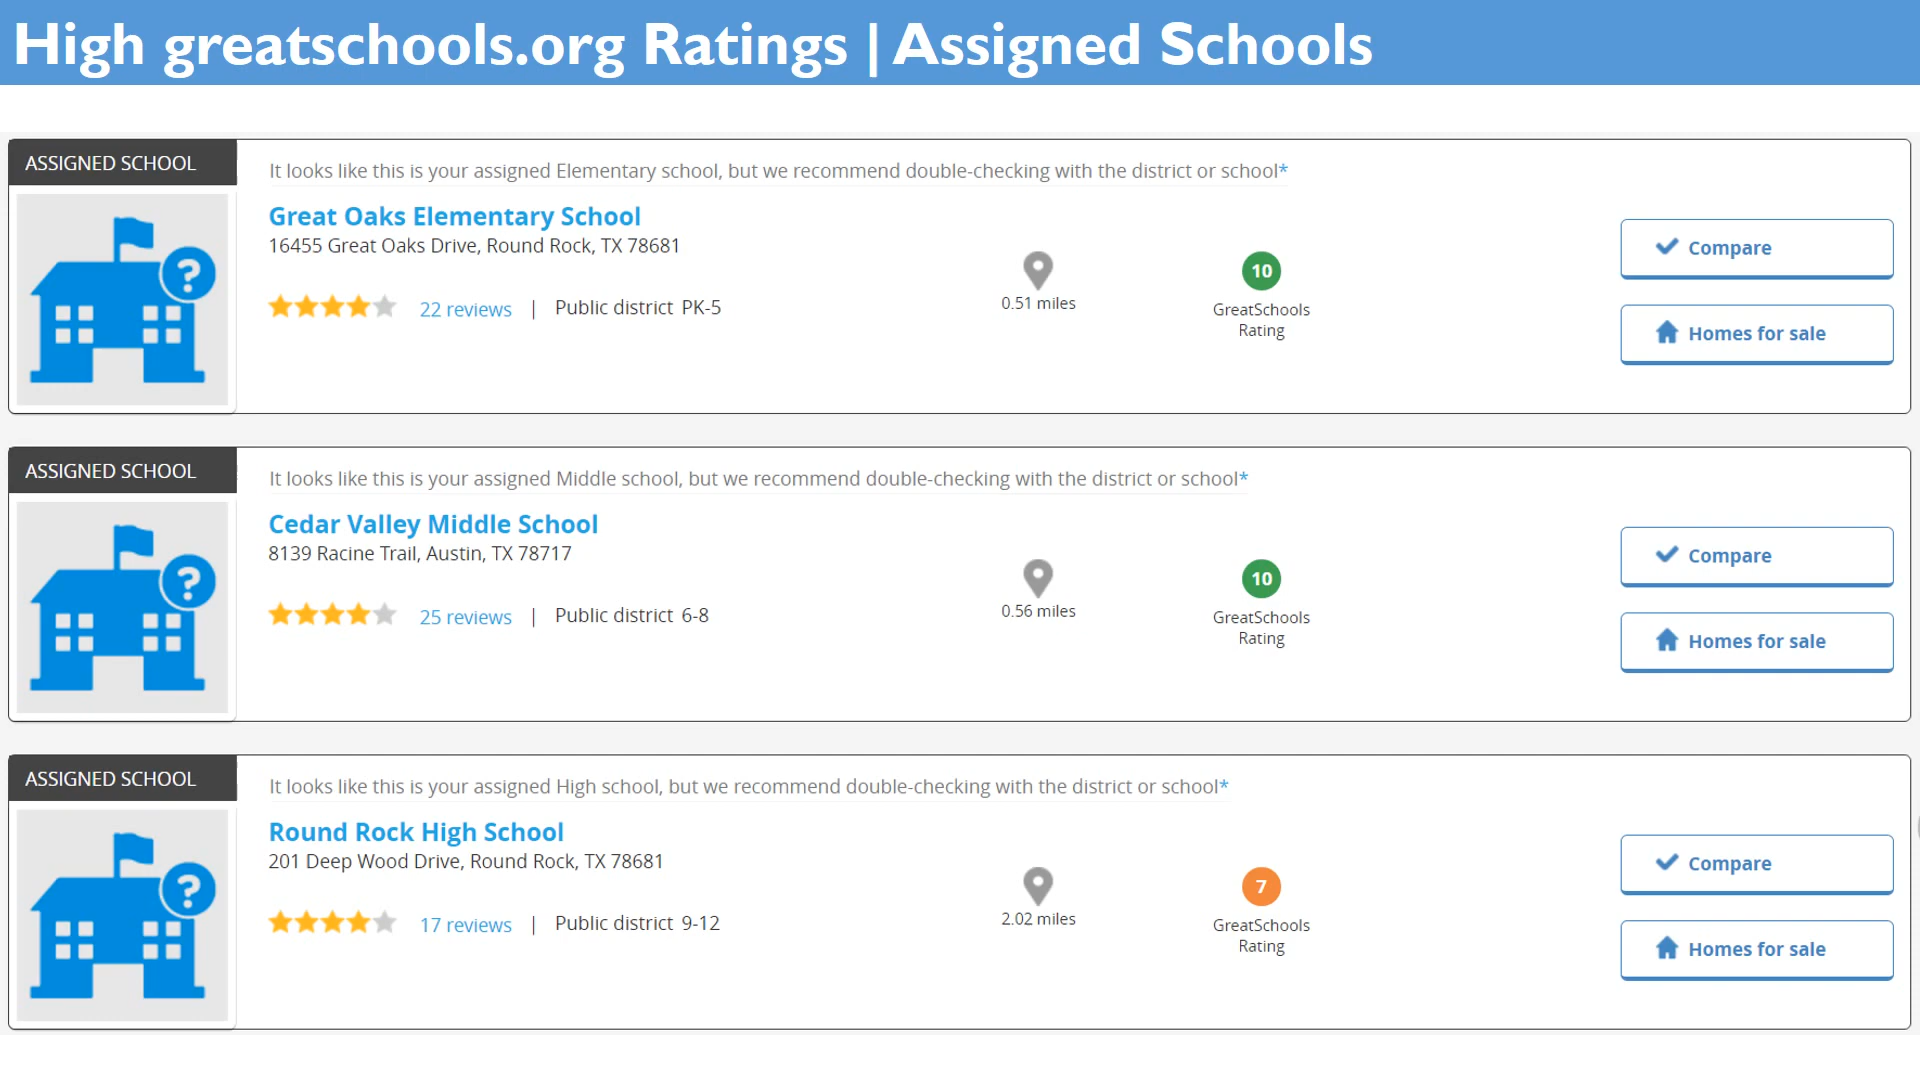 High greatschools.org Ratings | Assigned Schools
ASSIGNED SCHOOL
It looks like this is your assigned Elementary school, but we recommend double-checking with the district or school*
Great Oaks Elementary School
16455 Great Oaks Drive, Round Rock, TX 78681
22 reviews | Public district PK-5
0.51 miles
10
GreatSchools
Rating
Compare
Homes for sale
?
ASSIGNED SCHOOL
It looks like this is your assigned Middle school, but we recommend double-checking with the district or school*
Cedar Valley Middle School
8139 Racine Trail, Austin, TX 78717
25 reviews | Public district 6-8
0.56 miles
10
GreatSchools
Rating
Compare
Homes for sale
?
ASSIGNED SCHOOL
It looks like this is your assigned High school, but we recommend double-checking with the district or school*
Round Rock High School
201 Deep Wood Drive, Round Rock, TX 78681
17 reviews | Public district 9-12
2.02 miles
7
GreatSchools
Rating
Compare
Homes for sale
?